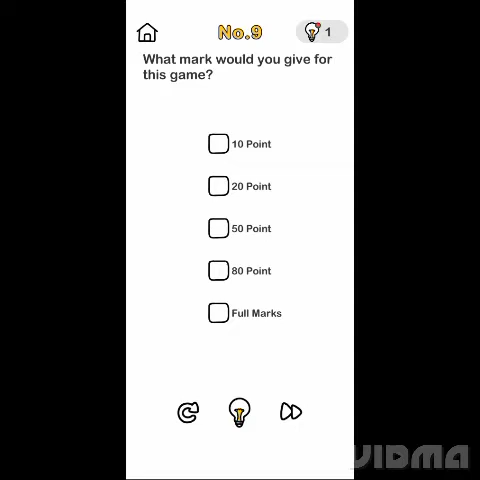 No.9
1
What mark would you give for
this game?
10 Point
20 Point
50 Point
80 Point
Full Marks
VIDMA